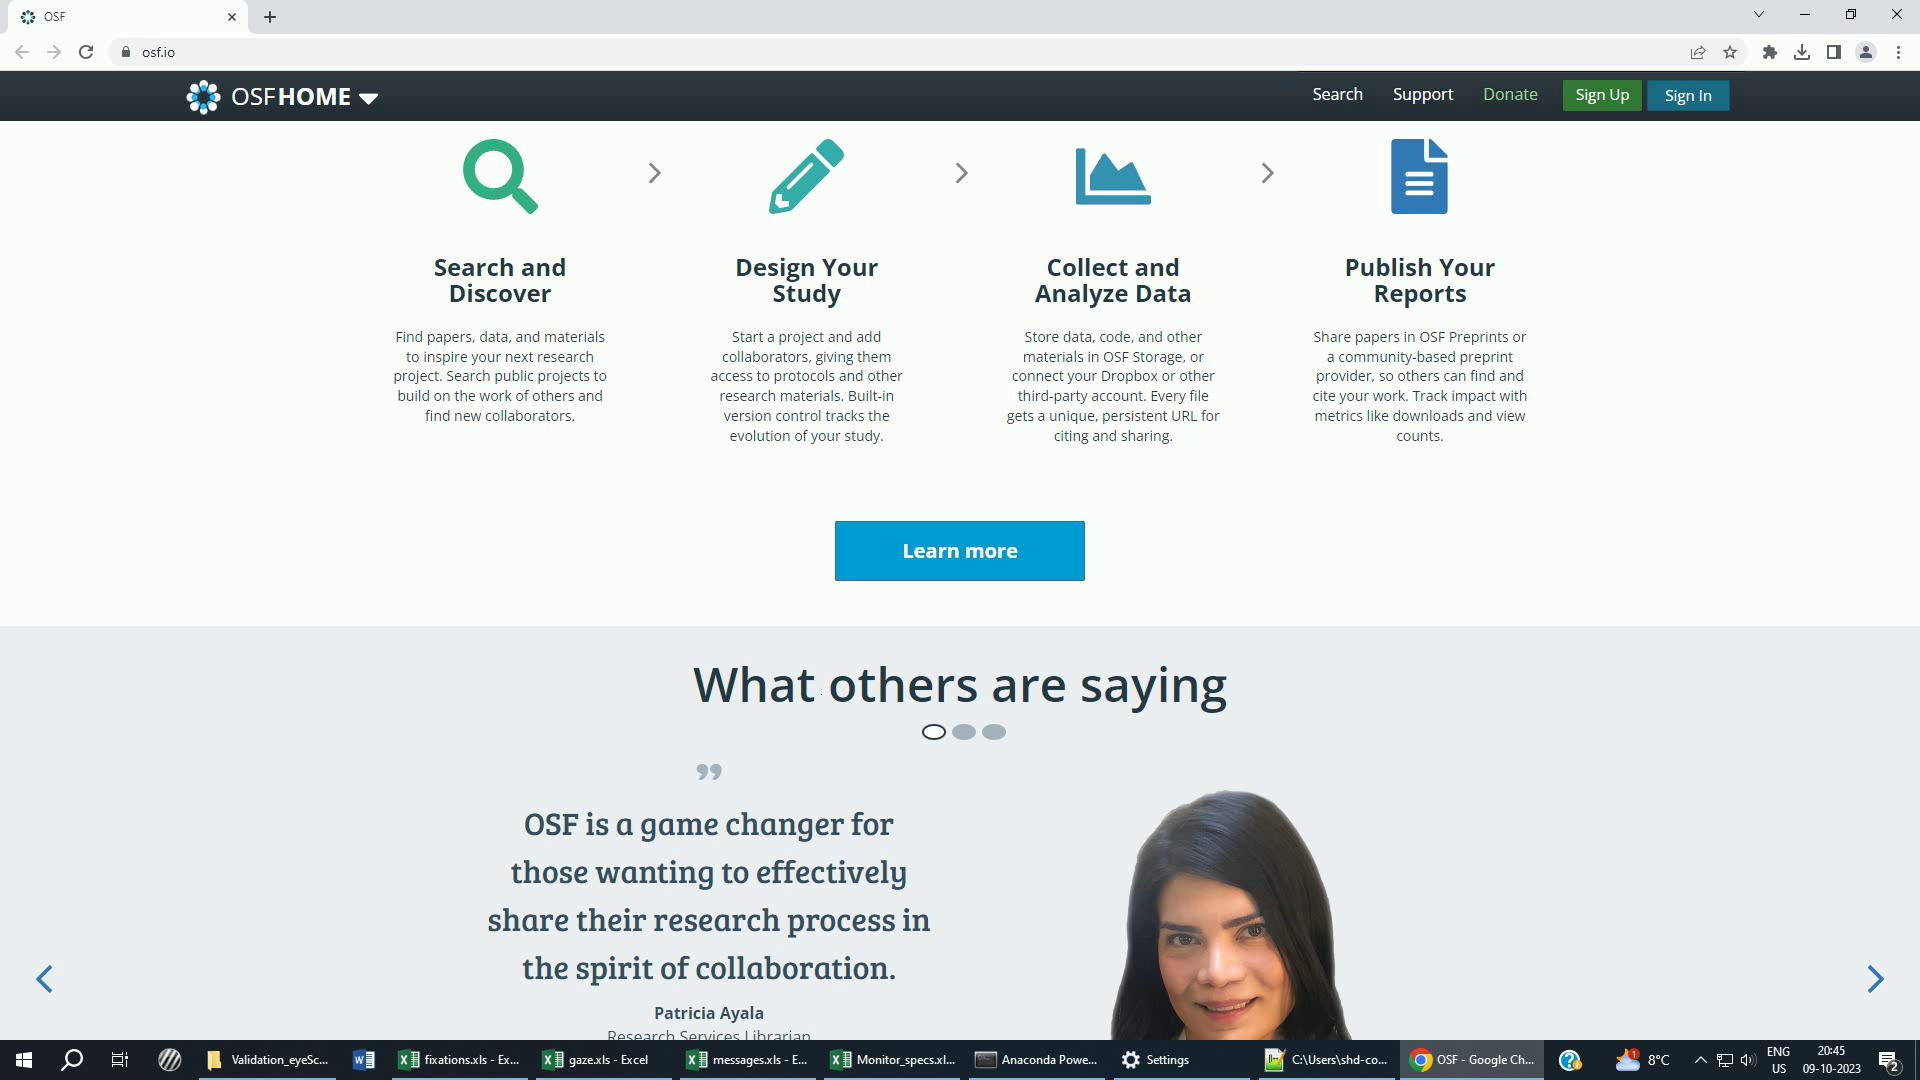 OSF
osf.io
OSFHOME
Search
Support
Donate
Sign Up
Sign In
Search and
Discover
Find papers, data, and materials
to inspire your next research
project. Search public projects to
build on the work of others and
find new collaborators.
Design Your
Study
Start a project and add
collaborators, giving them
access to protocols and other
research materials. Built-in
version control tracks the
evolution of your study.
Collect and
Analyze Data
Store data, code, and other
materials in OSF Storage, or
connect your Dropbox or other
third-party account. Every file
gets a unique, persistent URL for
citing and sharing.
Publish Your
Reports
Share papers in OSF Preprints or
a community-based preprint
provider, so others can find and
cite your work. Track impact with
metrics like downloads and view
counts.
Learn more
What others are saying
”
OSF is a game changer for
those wanting to effectively
share their research process in
the spirit of collaboration.
Patricia Ayala
Research Services Librarian
Validation_eyeSc...
fixations.xls - Ex...
gaze.xls - Excel
messages.xls - E...
Monitor_specs.xl...
Anaconda Powe...
Settings
C:\Users\shd-co...
OSF - Google Ch...
1
8°C
ENG
US
20:45
09-10-2023
2